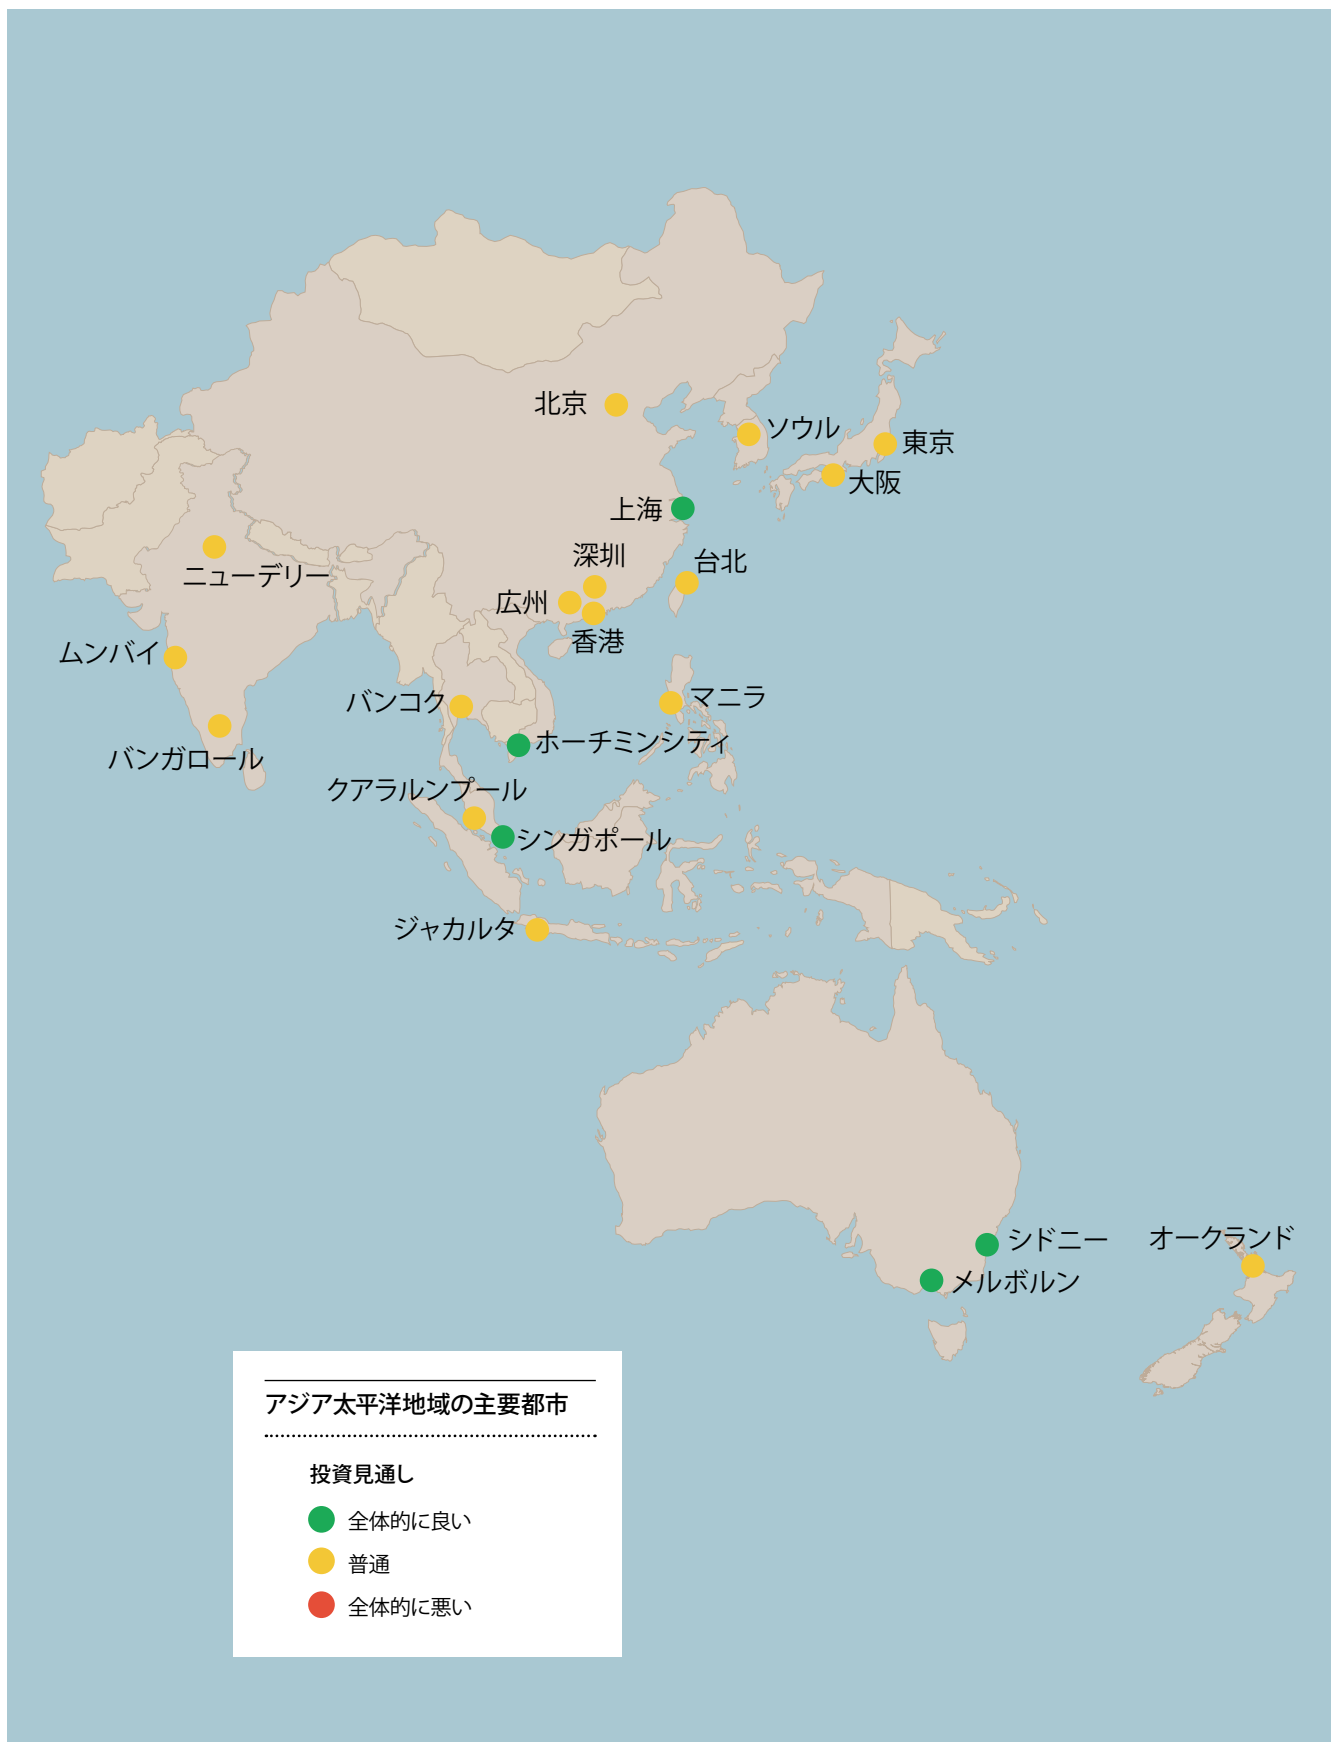 北京
ソウル
東京
大阪
上海
深圳
台北
ニューデリー
広州
香港
ムンバイ
バンコク
マニラ
バンガロール
ホーチミンシティ
クアラルンプール
シンガポール
ジャカルタ
シドニー
オークランド
メルボルン
アジア太平洋地域の主要都市
投資見通し
全体的に良い
普通
全体的に悪い